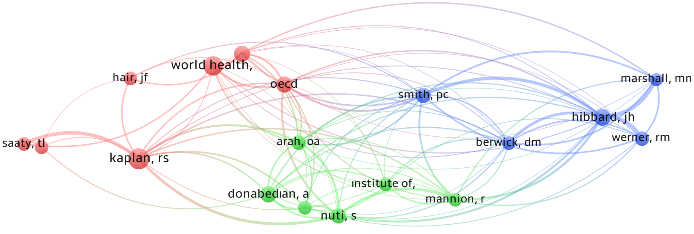 world health,
hair, jf
oecd
marshall, mn
smith, pc
hibbard, jh
saaty, tl
kaplan, rs
arah, oa
berwick, dm
werner, rm
donabedian, a
institute of,
mannion, r
nuti, s